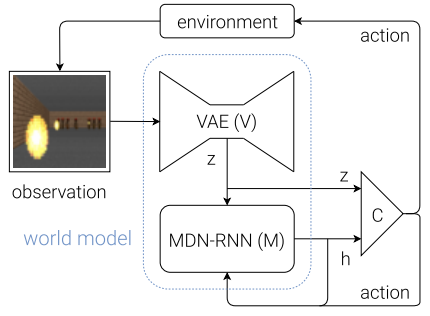 environment
action
VAE (V)
z
observation
z
C
world model
MDN-RNN (M)
h
action